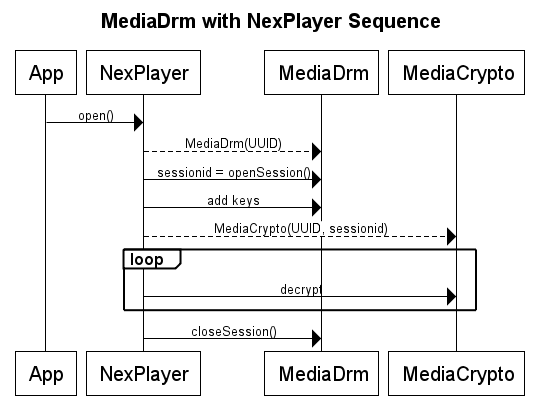 MediaDrm with NexPlayer Sequence
App NexPlayer MediaDrm MediaCrypto
open()
MediaDrm(UUID)
sessionid = openSession()
add keys
MediaCrypto(UUID, sessionid)
loop
decrypt
closeSession()
App NexPlayer MediaDrm MediaCrypto